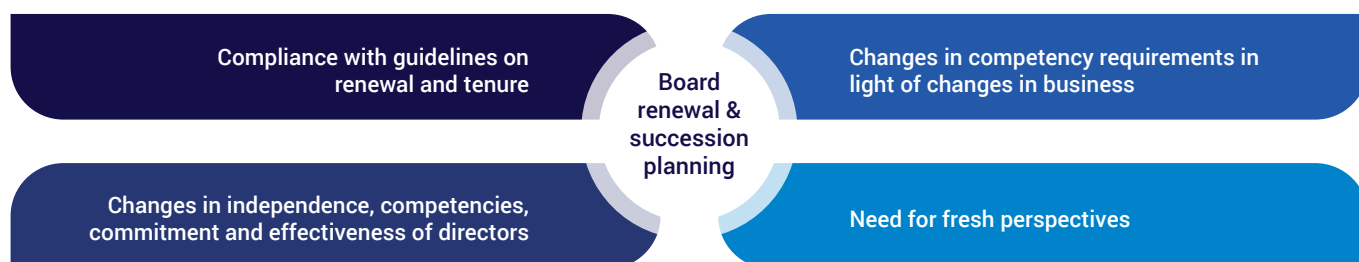 Compliance with guidelines on
renewal and tenure
Changes in competency requirements in
light of changes in business
Board
renewal &
succession
planning
Changes in independence, competencies,
commitment and effectiveness of directors
Need for fresh perspectives